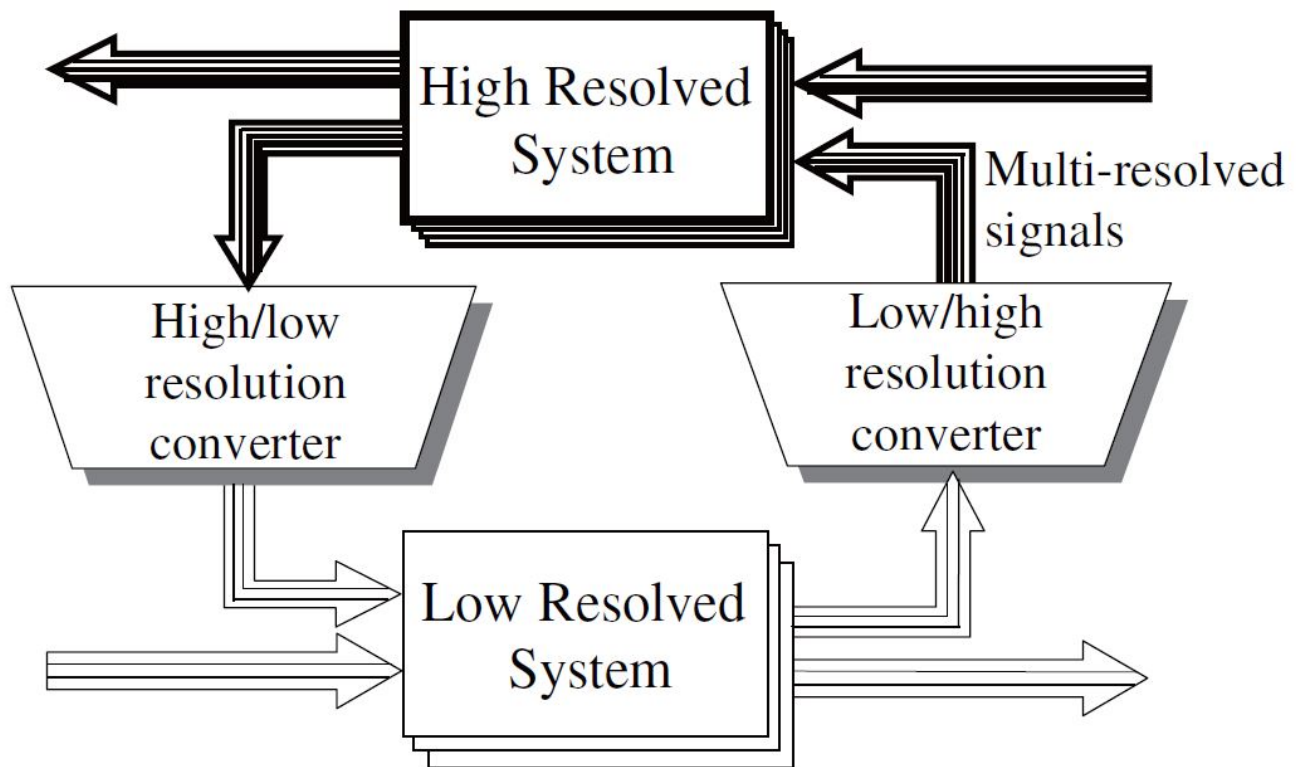 High Resolved
System
Multi-resolved
signals
High/low
resolution
converter
Low/high
resolution
converter
Low Resolved
System